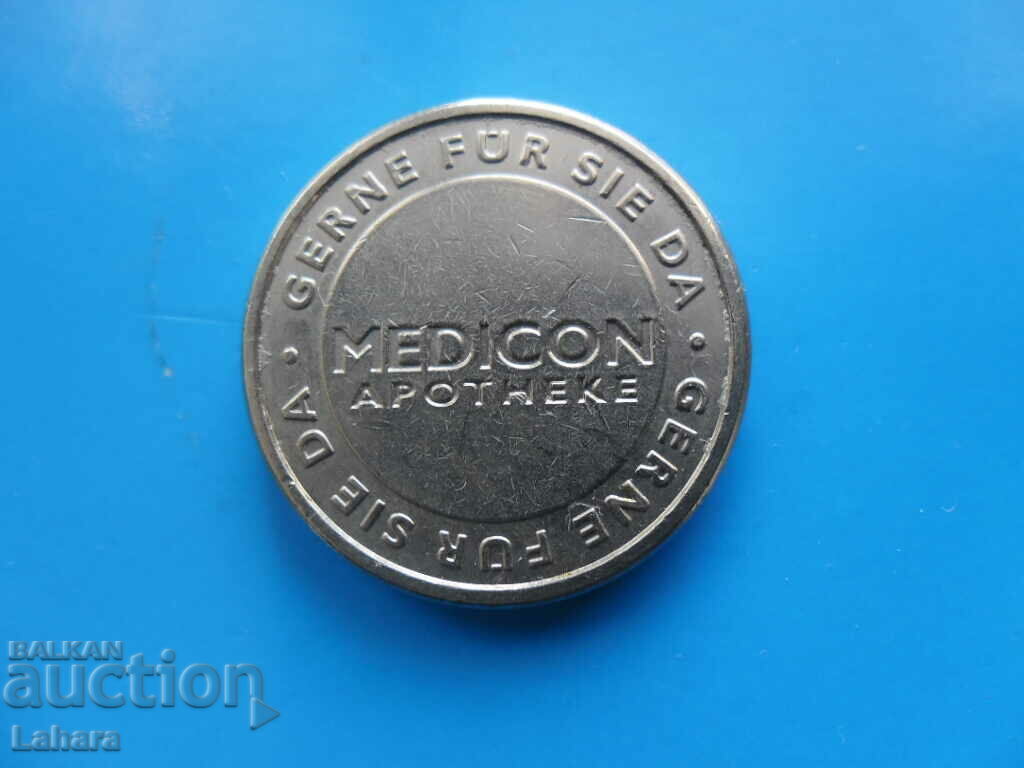 GERNE FÜR SIE DA · GERNE FÜR SIE DA ·
MEDICON
APOTHEKE
BALKAN
auction
Lahara